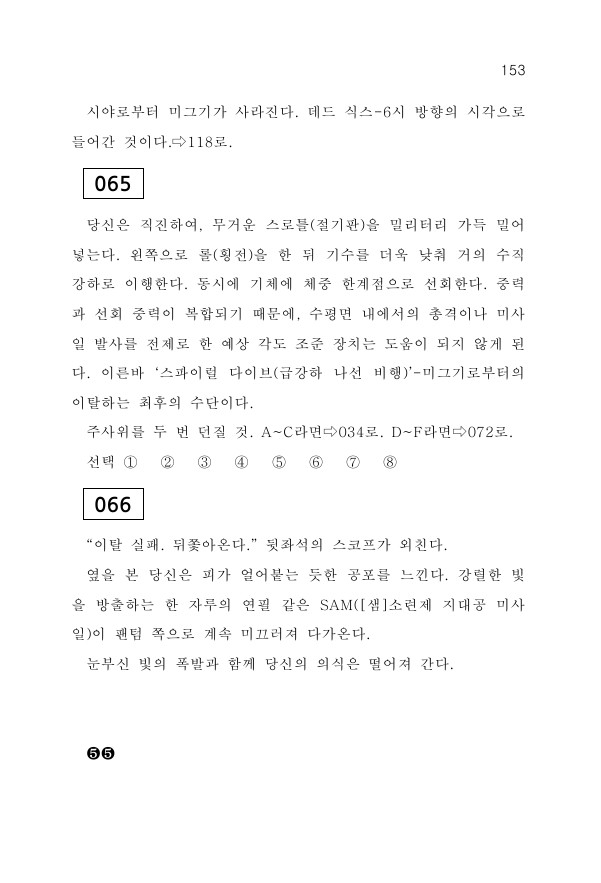 153
시야로부터 미그기가 사라진다. 데드 식스-6시 방향의 시각으로
들어간 것이다.⇨118로.
065
당신은 직진하여, 무거운 스로틀(절기판)을 밀리터리 가득 밀어
넣는다. 왼쪽으로 롤(횡전)을 한 뒤 기수를 더욱 낮춰 거의 수직
강하로 이행한다. 동시에 기체에 체중 한계점으로 선회한다. 중력
과 선회 중력이 복합되기 때문에, 수평면 내에서의 총격이나 미사
일 발사를 전제로 한 예상 각도 조준 장치는 도움이 되지 않게 된
다. 이른바 ‘스파이럴 다이브(급강하 나선 비행)’-미그기로부터의
이탈하는 최후의 수단이다.
주사위를 두 번 던질 것. A~C라면⇨034로. D~F라면⇨072로.
선택 ① ② ③ ④ ⑤ ⑥ ⑦ ⑧
066
“이탈 실패. 뒤쫓아온다.” 뒷좌석의 스코프가 외친다.
옆을 본 당신은 피가 얼어붙는 듯한 공포를 느낀다. 강렬한 빛
을 방출하는 한 자루의 연필 같은 SAM([샘]소련제 지대공 미사
일)이 팬텀 쪽으로 계속 미끄러져 다가온다.
눈부신 빛의 폭발과 함께 당신의 의식은 떨어져 간다.
❺❺